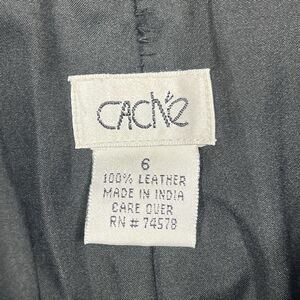 CACHé
6
100% LEATHER
MADE IN INDIA
CARE OVER
RN # 74578